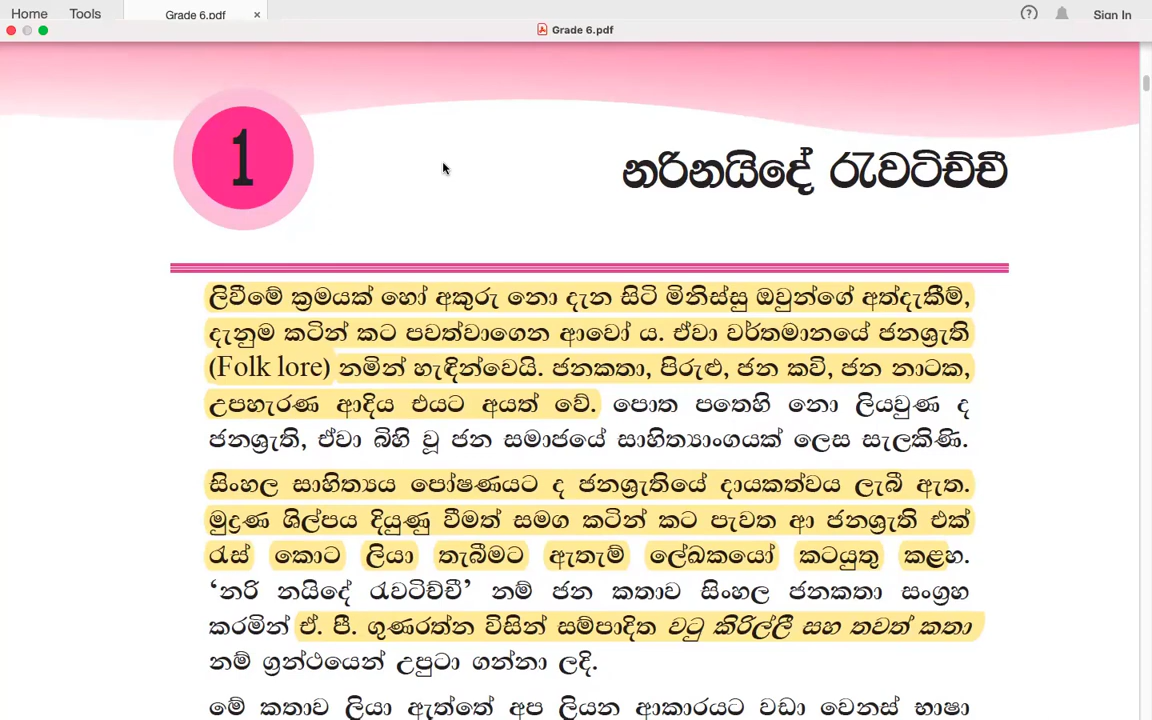 Home Tools Grade 6.pdf × ? Sign In
Grade 6.pdf
1
නරිනයිදේ රැවටිච්චී
ලිවීමේ ක්‍රමයක් හෝ අකුරු නො දැන සිටි මිනිස්සු ඔවුන්ගේ අත්දැකීම්,
දැනුම කටින් කට පවත්වාගෙන ආවෝ ය. ඒවා වර්තමානයේ ජනශ්‍රැති
(Folk lore) නමින් හැඳින්වෙයි. ජනකතා, පිරුළු, ජන කවි, ජන නාටක,
උපහැරණ ආදිය එයට අයත් වේ. පොත පතෙහි නො ලියවුණ ද
ජනශ්‍රැති, ඒවා බිහි වූ ජන සමාජයේ සාහිත්‍යාංගයක් ලෙස සැලකිණි.
සිංහල සාහිත්‍යය පෝෂණයට ද ජනශ්‍රැතියේ දායකත්වය ලැබී ඇත.
මුද්‍රණ ශිල්පය දියුණු වීමත් සමග කටින් කට පැවත ආ ජනශ්‍රැති එක්
රැස් කොට ලියා තැබීමට ඇතැම් ලේඛකයෝ කටයුතු කළහ.
‘නරි නයිදේ රැවටිච්චී’ නම් ජන කතාව සිංහල ජනකතා සංග්‍රහ
කරමින් ඒ. පී. ගුණරත්න විසින් සම්පාදිත වටු කිරිල්ලී සහ තවත් කතා
නම් ග්‍රන්ථයෙන් උපුටා ගන්නා ලදි.
මේ කතාව ලියා ඇත්තේ අප ලියන ආකාරයට වඩා වෙනස් භාෂා